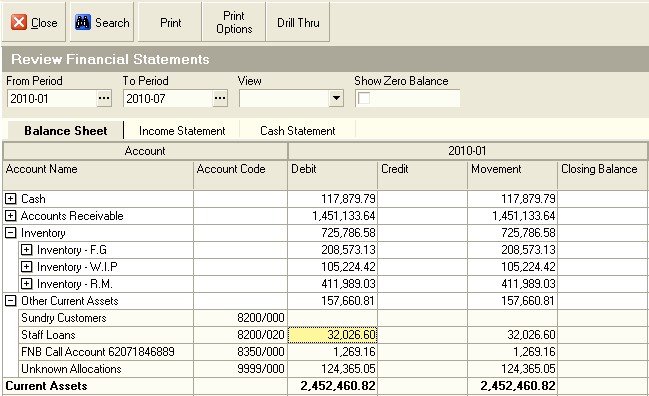 Close Search Print Print Options Drill Thru
Review Financial Statements
From Period To Period View Show Zero Balance
2010-01 ... 2010-07 ...
Balance Sheet Income Statement Cash Statement
Account 2010-01
Account Name Account Code Debit Credit Movement Closing Balance
Cash 117,879.79 117,879.79
Accounts Receivable 1,451,133.64 1,451,133.64
Inventory 725,786.58 725,786.58
Inventory - F.G 208,573.13 208,573.13
Inventory - W.I.P 105,224.42 105,224.42
Inventory - R.M. 411,989.03 411,989.03
Other Current Assets 157,660.81 157,660.81
Sundry Customers 8200/000
Staff Loans 8200/020 32,026.60 32,026.60
FNB Call Account 62071846889 8350/000 1,269.16 1,269.16
Unknown Allocations 9999/000 124,365.05 124,365.05
Current Assets 2,452,460.82 2,452,460.82